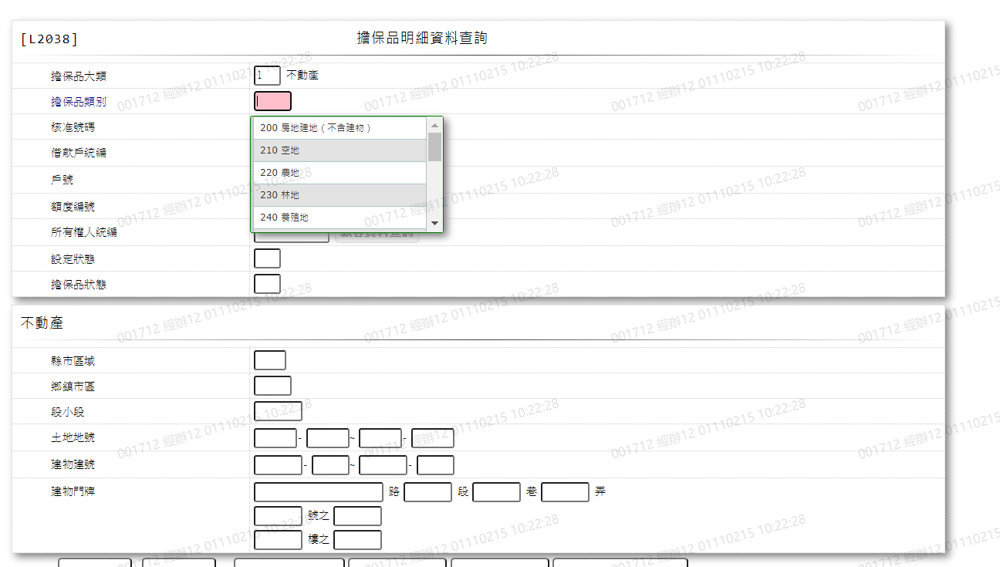 [L2038]
擔保品明細資料查詢
擔保品大類 1 不動產
擔保品類別
核准號碼
借款戶統編
戶號
額度編號
所有權人統編
設定狀態
擔保品狀態
200 房地建地（不含建物）
210 空地
220 農地
230 林地
240 養殖地
不動產
縣市區域
鄉鎮市區
段小段
土地地號 - ~ -
建物建號 - ~ -
建物門牌 路 段 巷 弄
號之
樓之
001712 經辦12 01110215 10:22:28